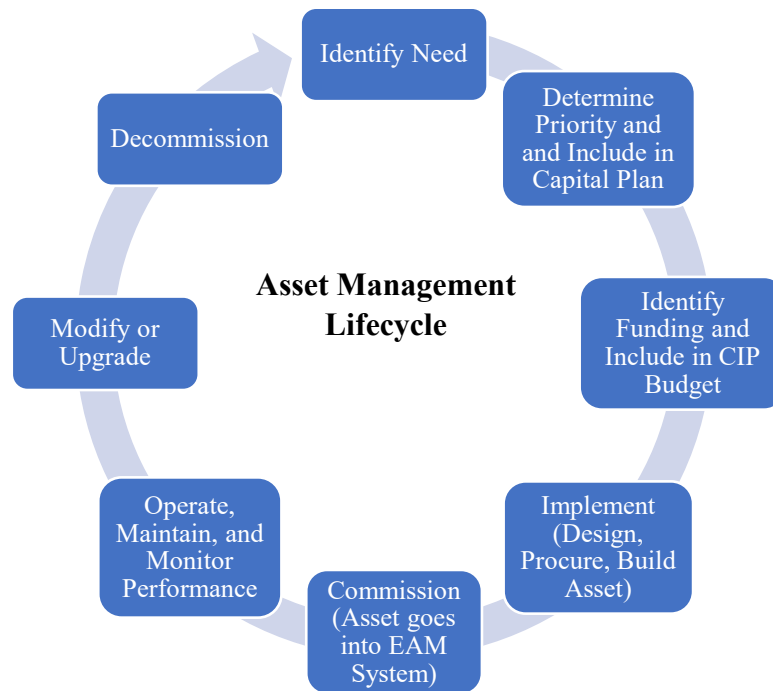 Identify Need
Determine
Priority and
and Include in
Capital Plan
Identify
Funding and
Include in CIP
Budget
Implement
(Design,
Procure, Build
Asset)
Commission
(Asset goes
into EAM
System)
Operate,
Maintain, and
Monitor
Performance
Modify or
Upgrade
Decommission
Asset Management
Lifecycle